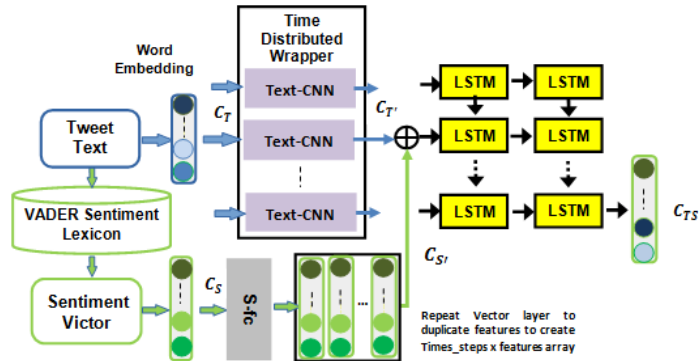 Time
Distributed
Wrapper
Word
Embedding
Text-CNN
Text-CNN
Text-CNN
C_T
C_T'
LSTM
LSTM
LSTM
LSTM
LSTM
LSTM
C_TS
Tweet
Text
VADER Sentiment
Lexicon
Sentiment
Victor
C_S
S-fc
...
C_S'
Repeat Vector layer to
duplicate features to create
Times_steps x features array